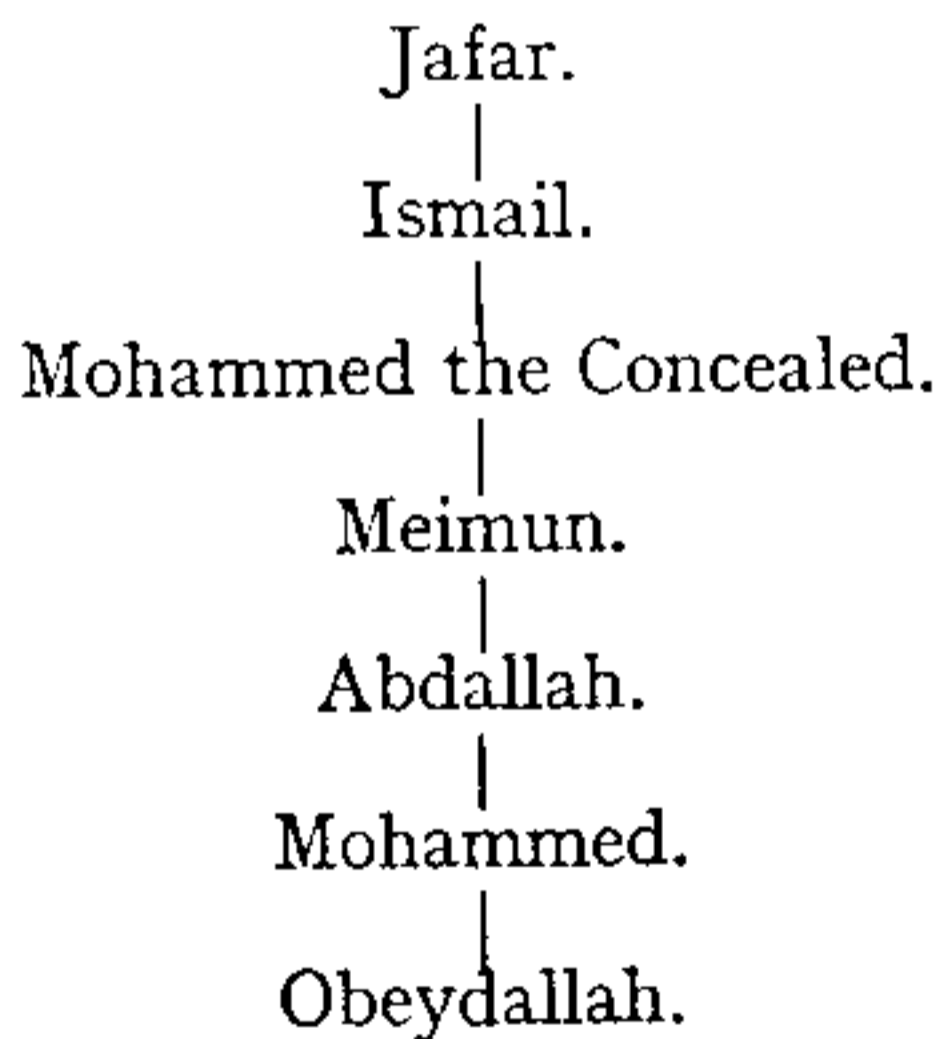 Jafar.
Ismail.
Mohammed the Concealed.
Meimun.
Abdallah.
Mohammed.
Obeydallah.